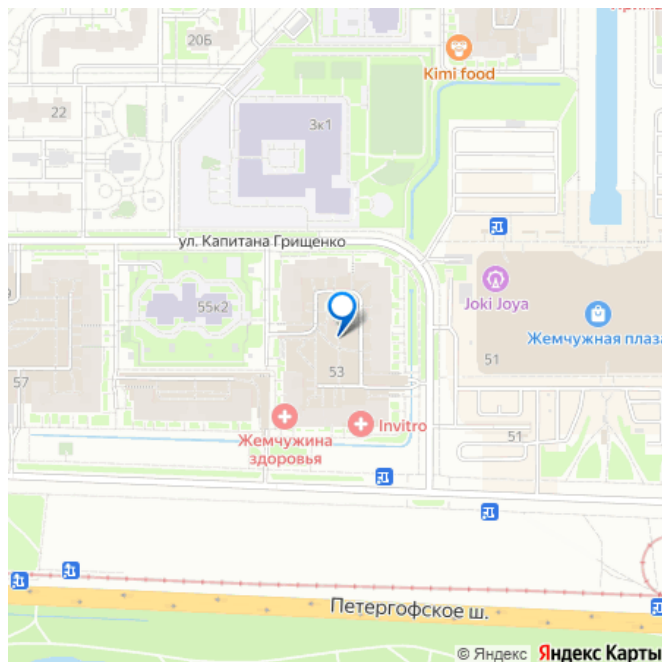 20Б
Kimi food
22
3к1
ул. Капитана Грищенко
Joki Joya
55к2
Жемчужная плаза
51
57
53
Invitro
Жемчужина
здоровья
51
Петергофское ш.
© Яндекс Яндекс Карты